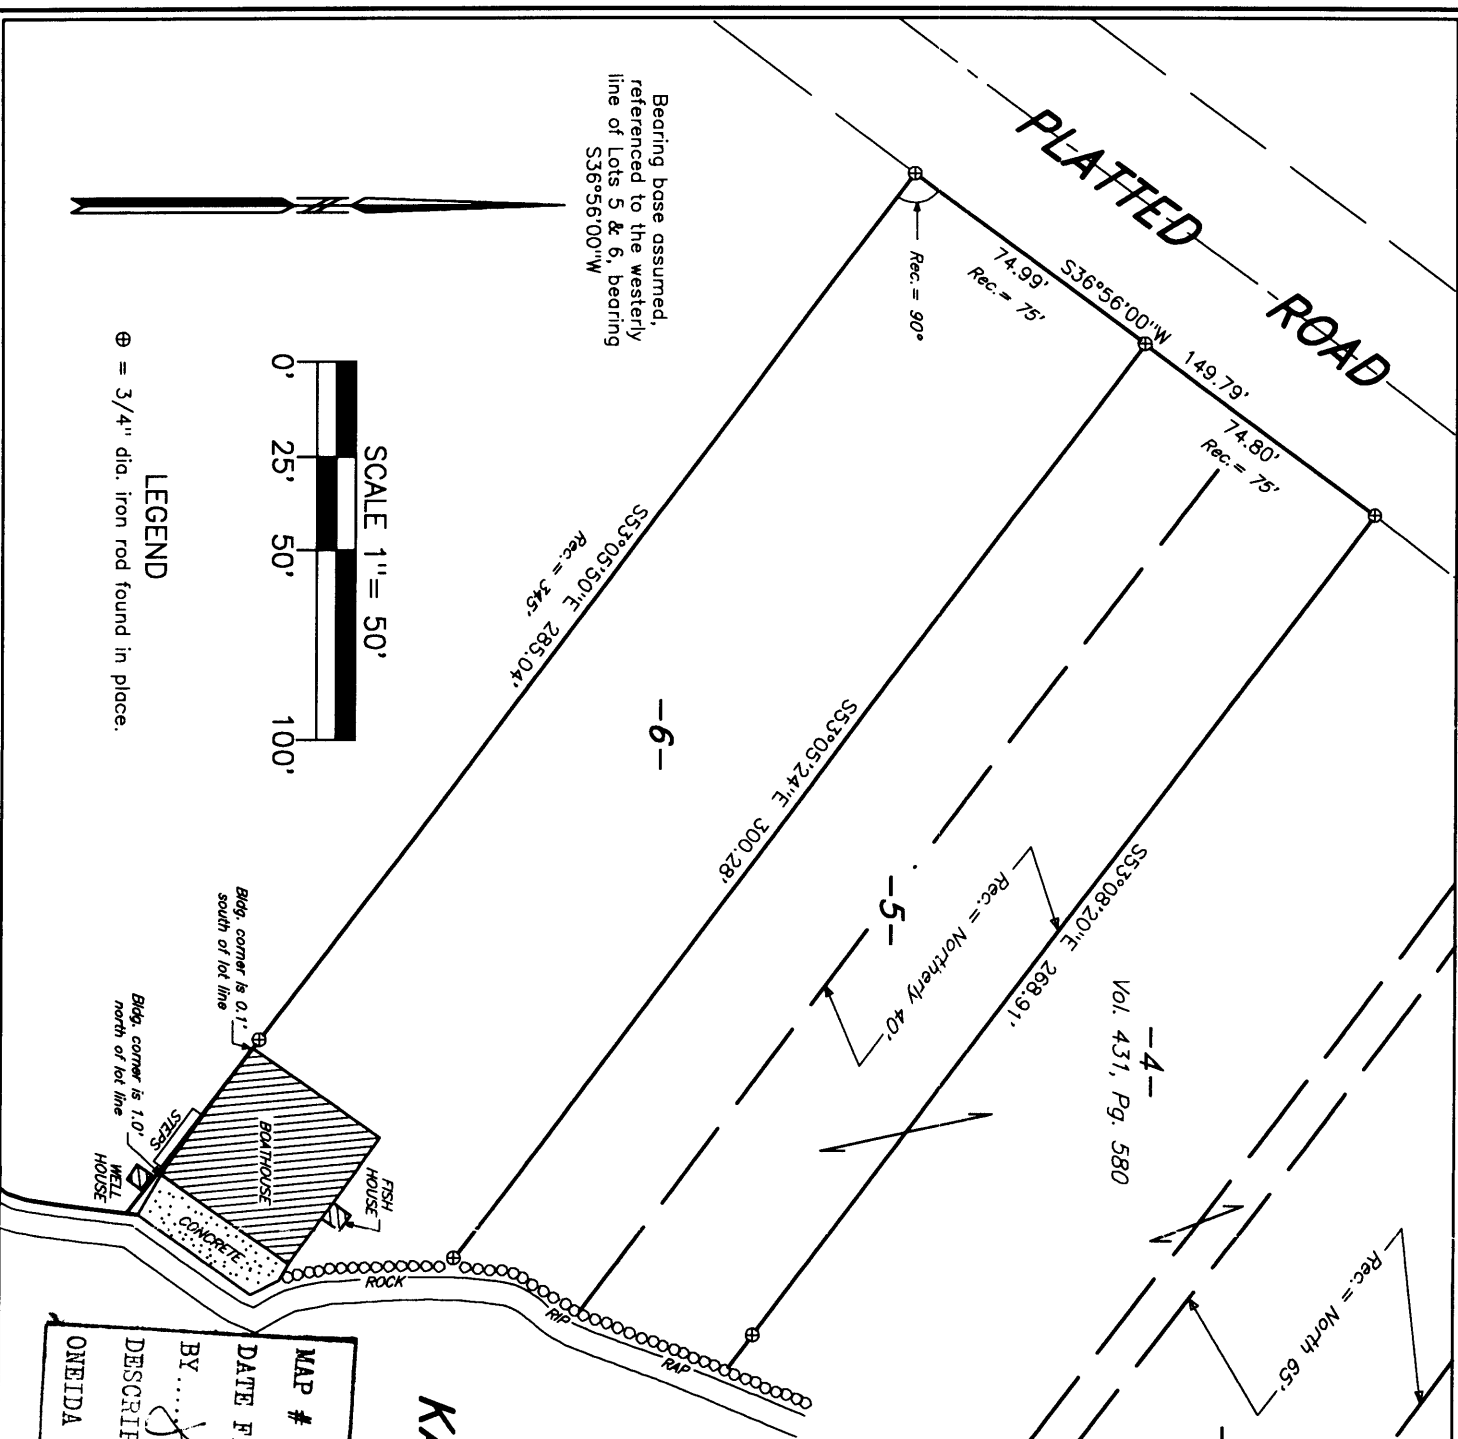 PLATTED ROAD
Bearing base assumed,
referenced to the westerly
line of Lots 5 & 6, bearing
S36°56'00"W
Rec. = 90°
74.99'
Rec. = 75'
S36°56'00"W
149.79'
74.80'
Rec. = 75'
SCALE 1"= 50'
0' 25' 50' 100'
LEGEND
⊕ = 3/4" dia. iron rod found in place.
S53°05'50"E 285.04'
Rec. = 345'
-6-
S53°05'24"E 300.28'
-5-
Rec. = Northerly 40'
S53°08'20"E 268.91'
-4-
Vol. 431, Pg. 580
Rec. = North 65'
Bldg. corner is 0.1'
south of lot line
Bldg. corner is 1.0'
north of lot line
STEPS
WELL
HOUSE
BOATHOUSE
FISH
HOUSE
CONCRETE
ROCK RIP RAP
MAP #
DATE F
BY
DESCRIE
ONEIDA
KA